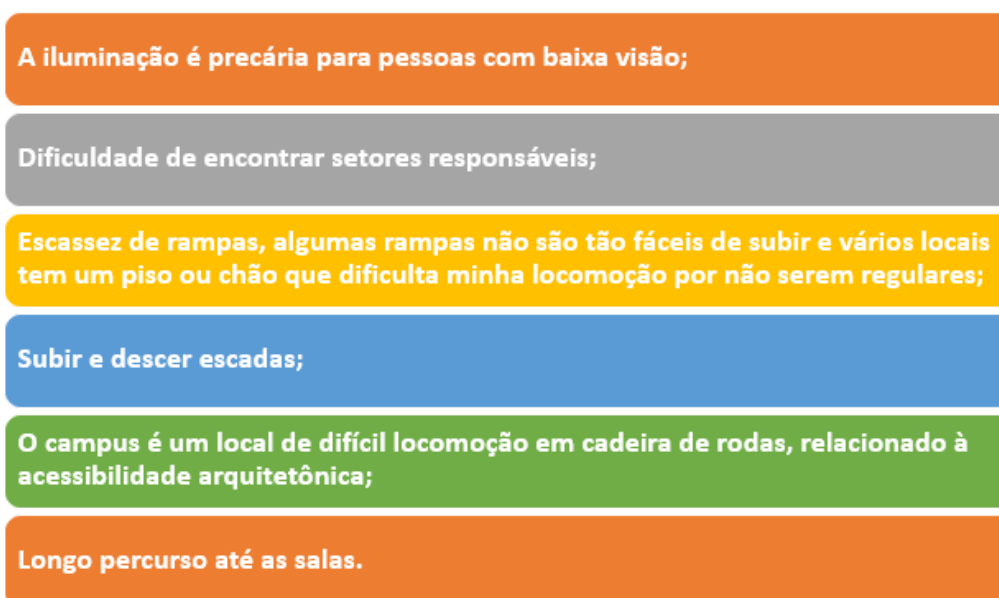 A iluminação é precária para pessoas com baixa visão;
Dificuldade de encontrar setores responsáveis;
Escassez de rampas, algumas rampas não são tão fáceis de subir e vários locais
tem um piso ou chão que dificulta minha locomoção por não serem regulares;
Subir e descer escadas;
O campus é um local de difícil locomoção em cadeira de rodas, relacionado à
acessibilidade arquitetônica;
Longo percurso até as salas.